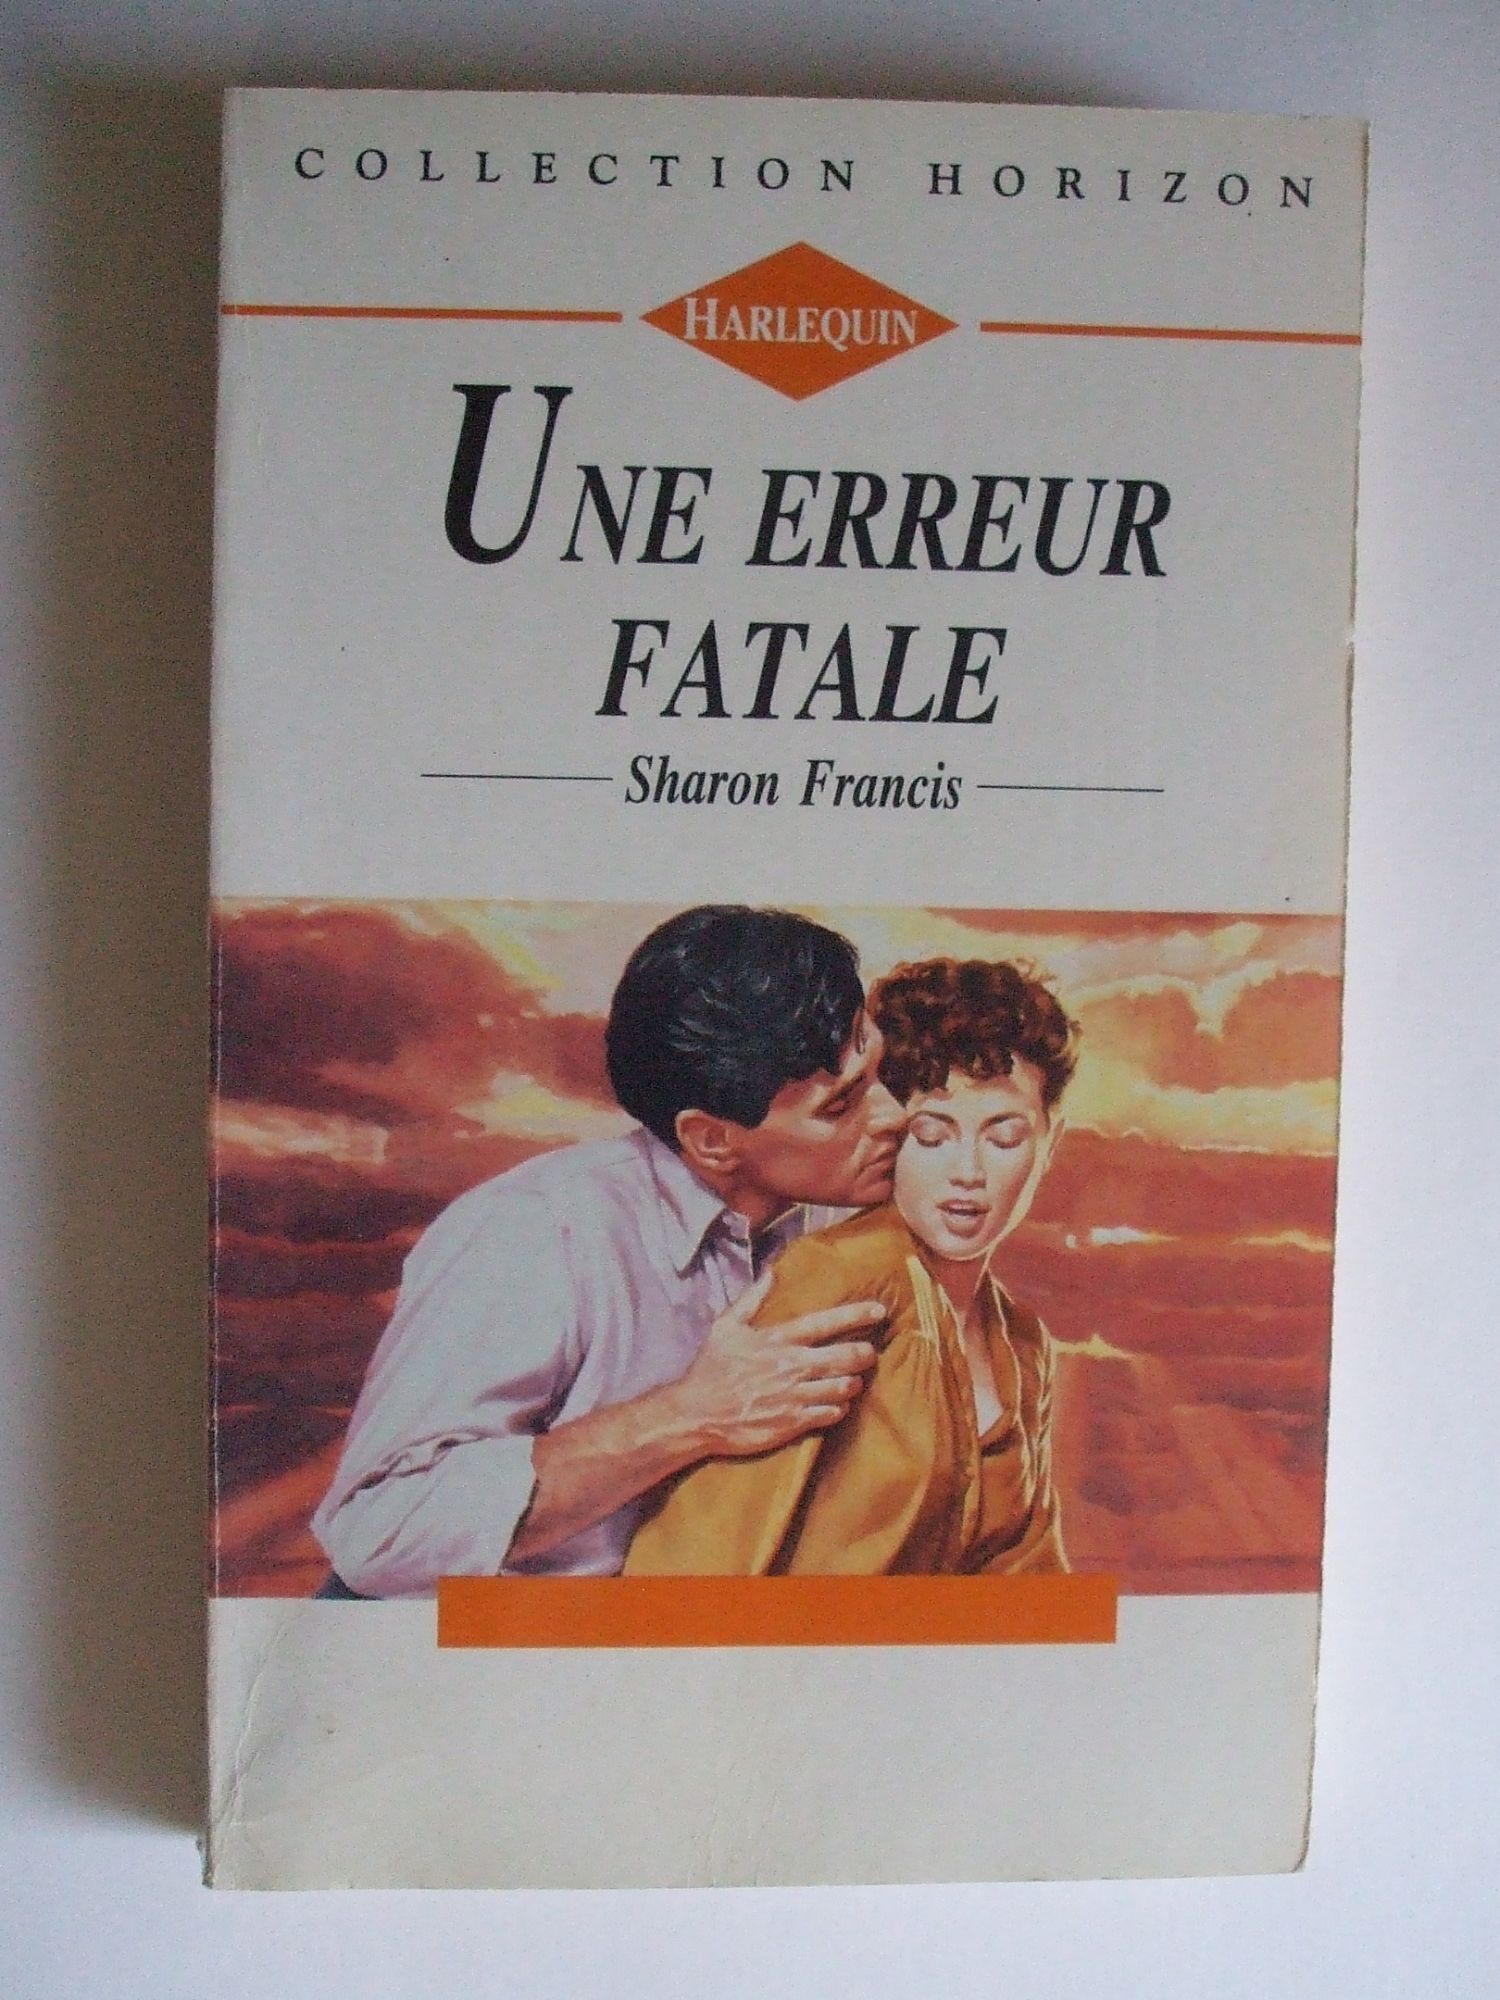 COLLECTION HORIZON
HARLEQUIN
UNE ERREUR
FATALE
Sharon Francis